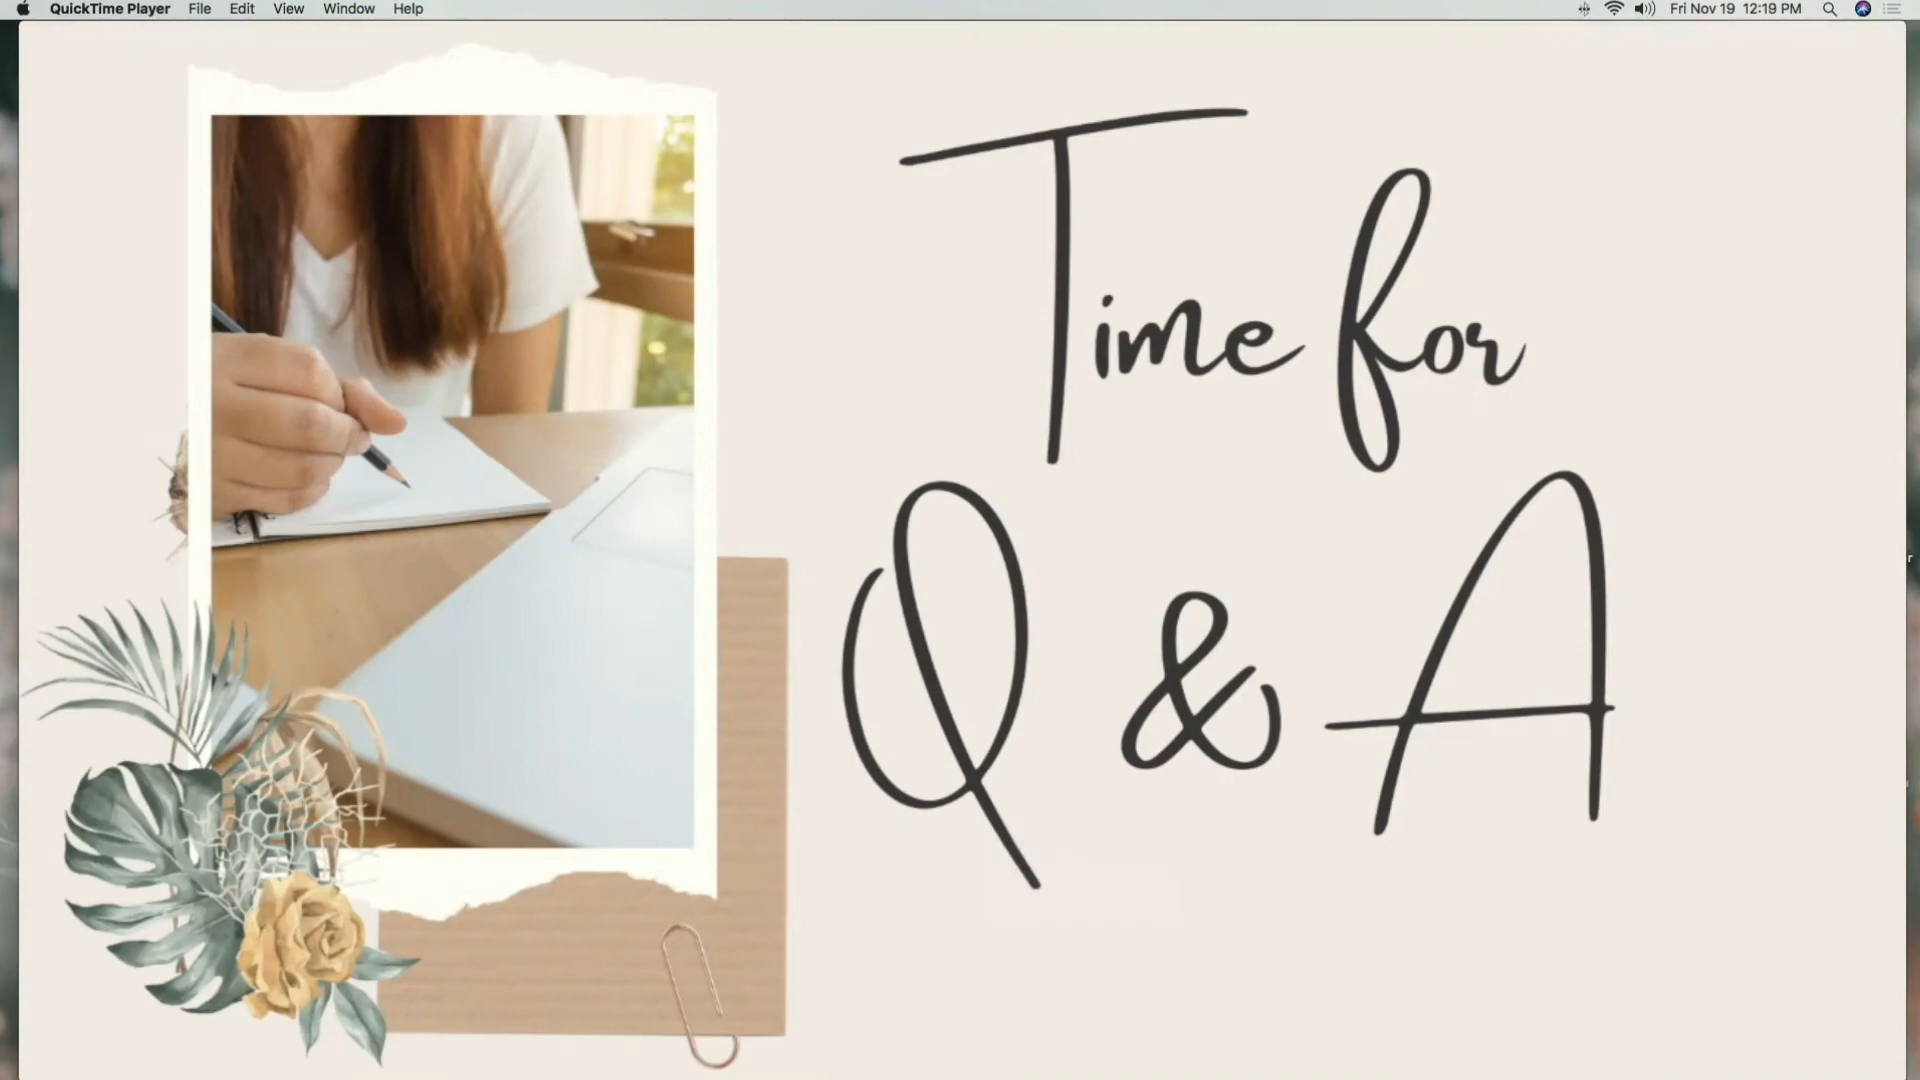 QuickTime Player File Edit View Window Help Fri Nov 19 12:19 PM
Time for
Q & A